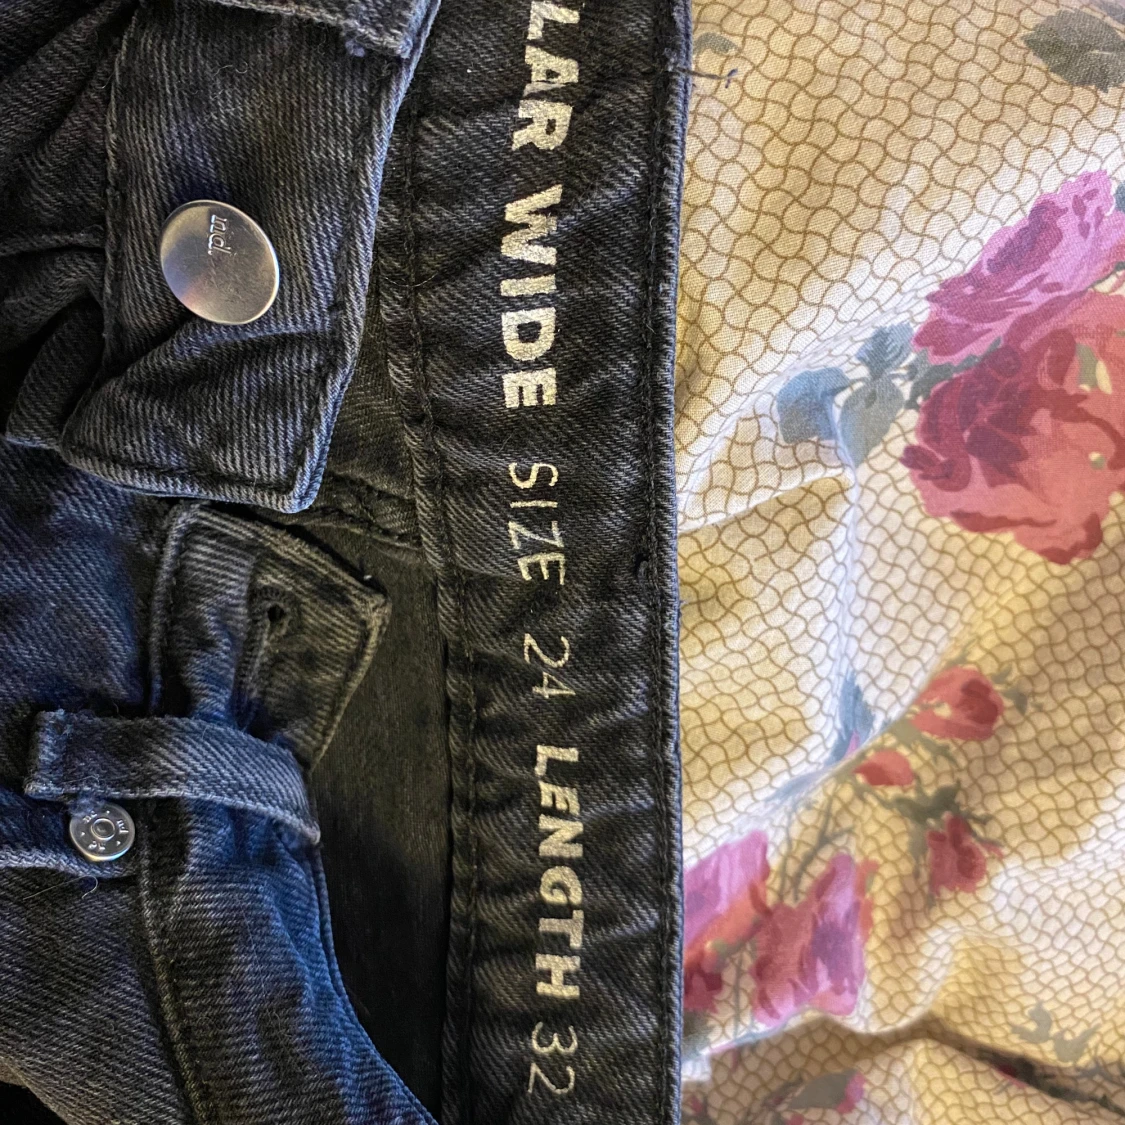 LAR WIDE SIZE 24 LENGTH 32